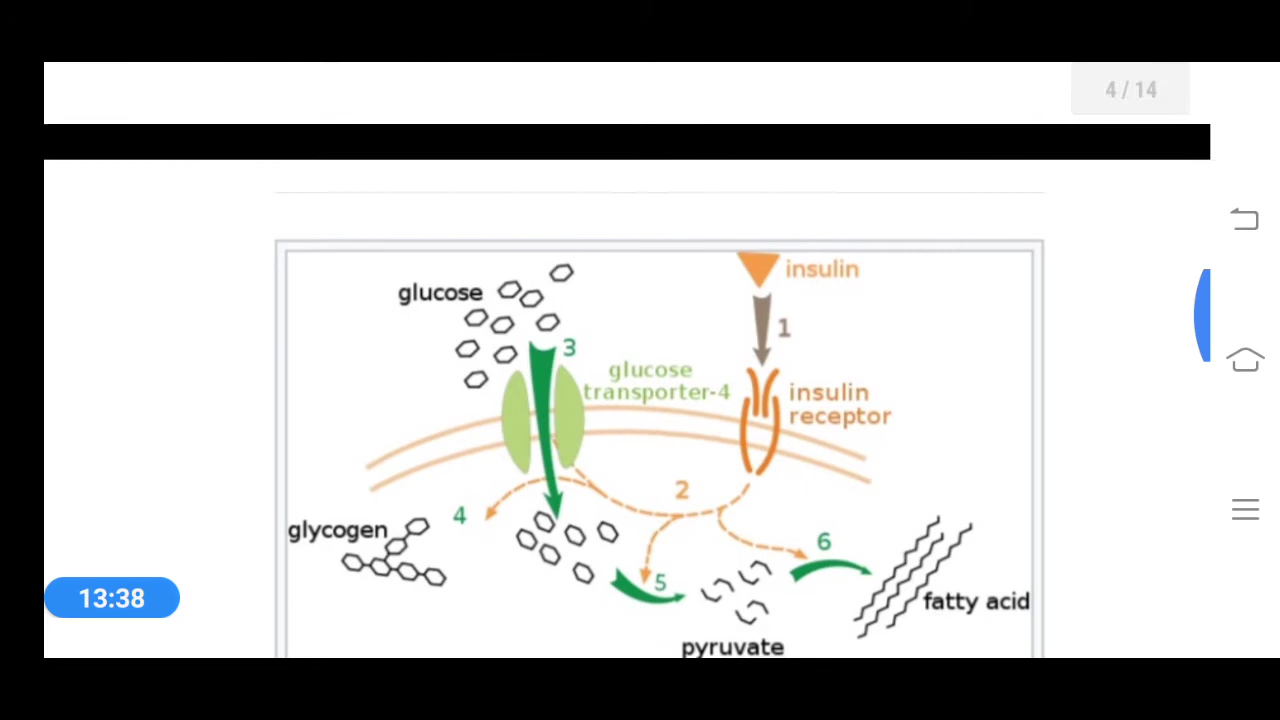 4 / 14
insulin
glucose
1
3
glucose
transporter-4
insulin
receptor
2
4
glycogen
6
5
13:38
fatty acid
pyruvate